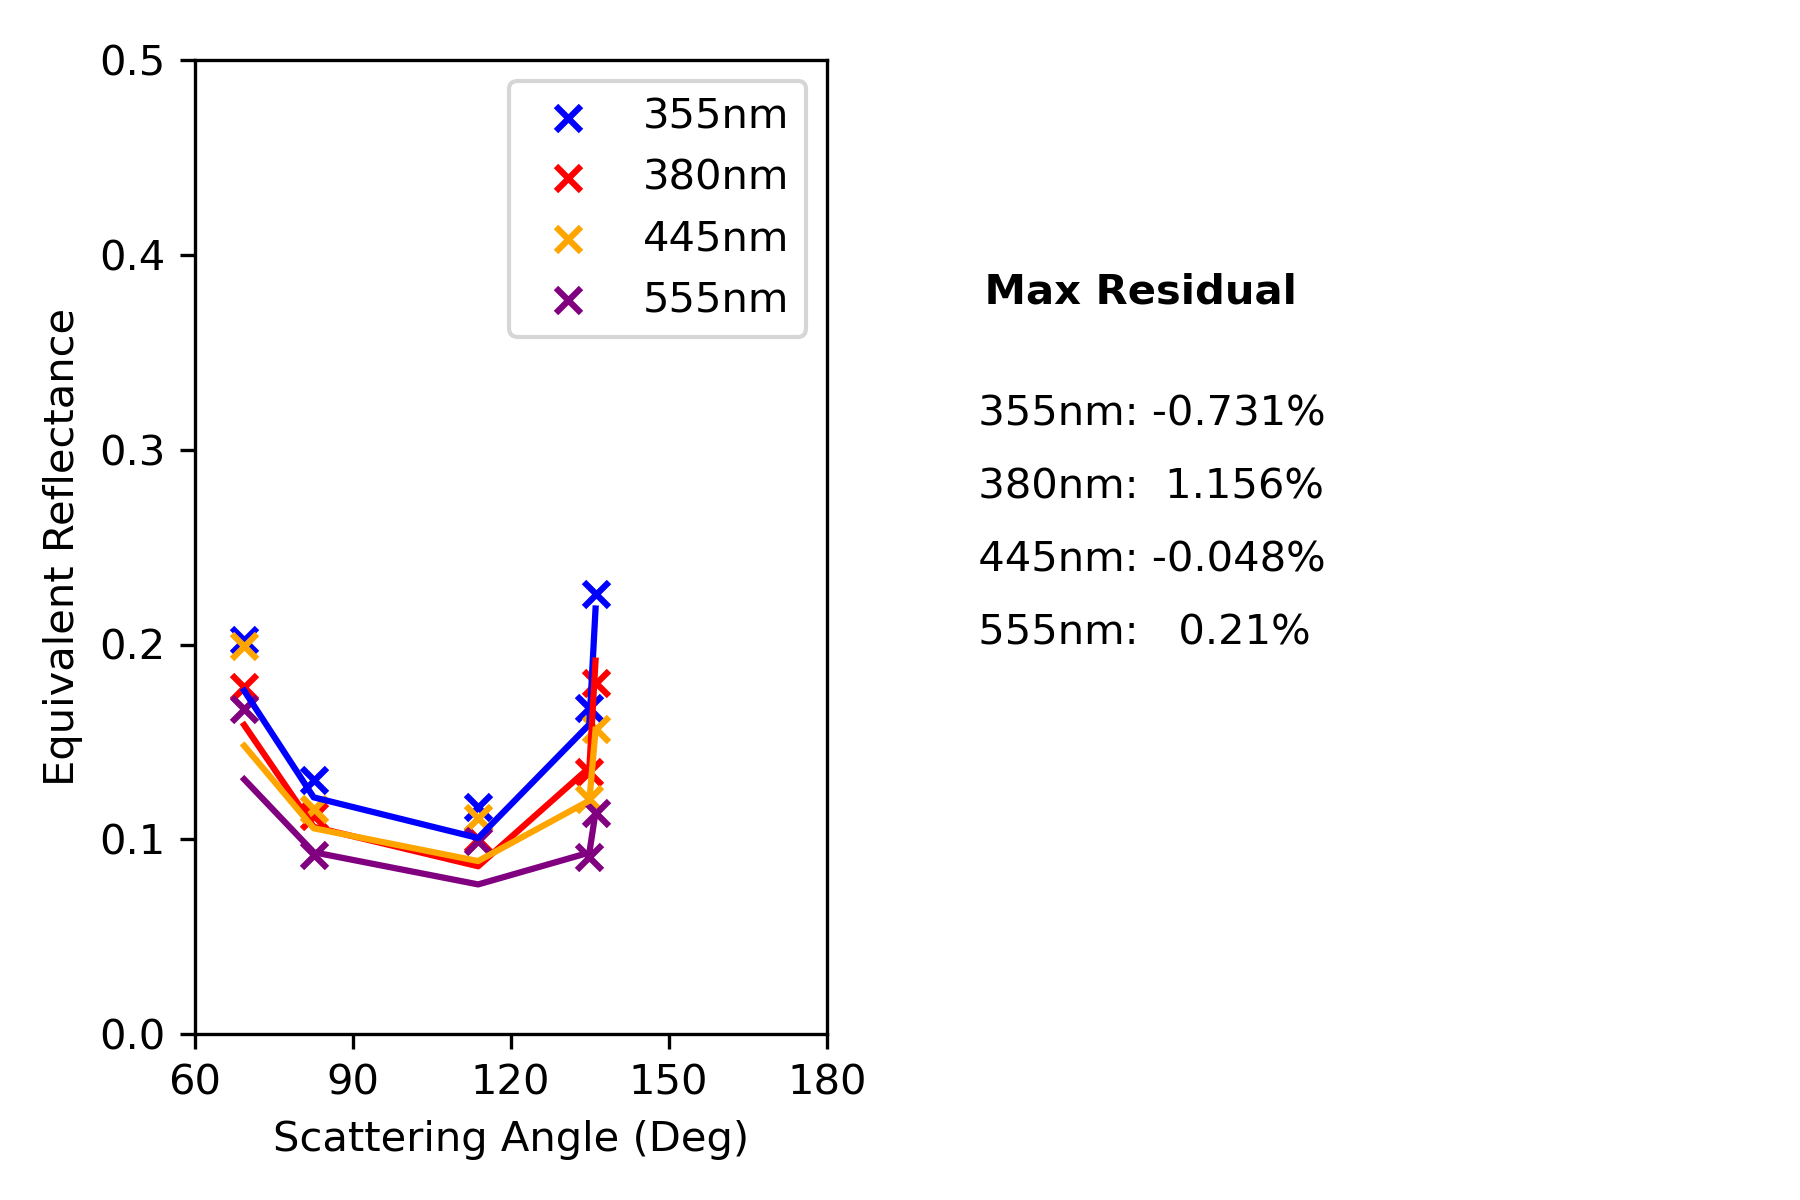 0.5
0.4
0.3
0.2
0.1
0.0
60 90 120 150 180
Equivalent Reflectance
Scattering Angle (Deg)
355nm
380nm
445nm
555nm
Max Residual
355nm: -0.731%
380nm: 1.156%
445nm: -0.048%
555nm: 0.21%